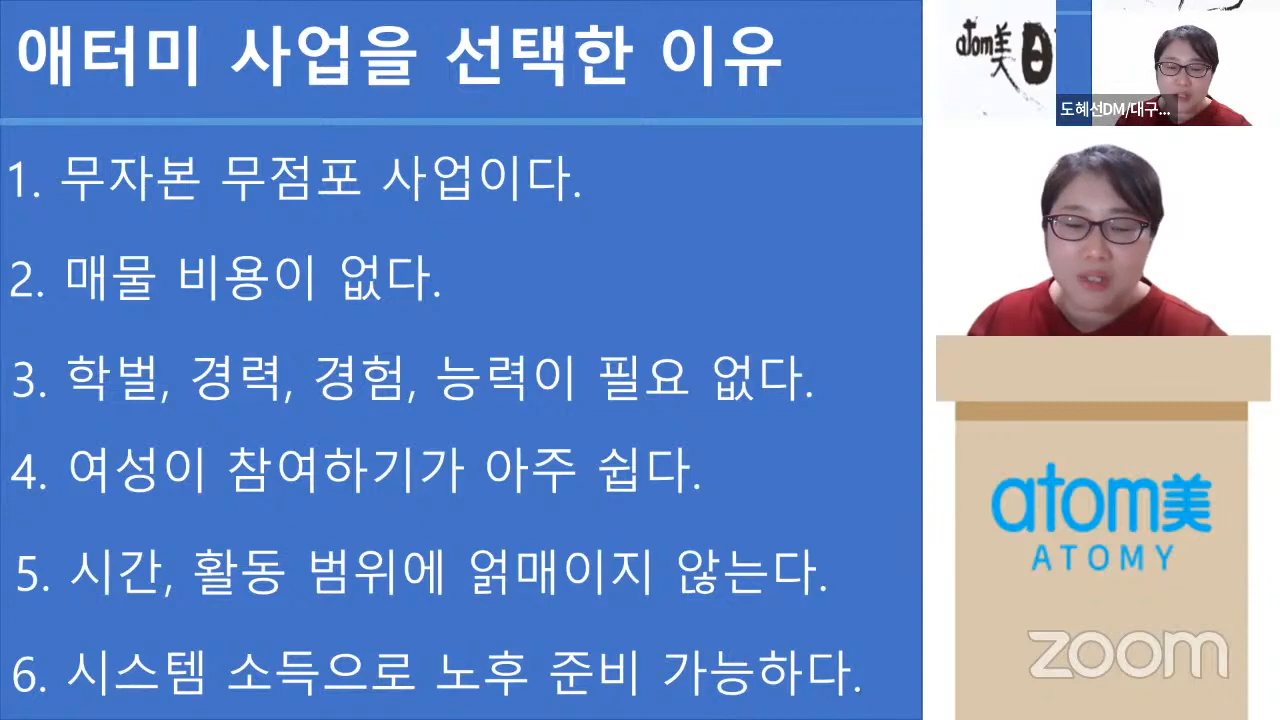 애터미 사업을 선택한 이유
1. 무자본 무점포 사업이다.
2. 매물 비용이 없다.
3. 학벌, 경력, 경험, 능력이 필요 없다.
4. 여성이 참여하기가 아주 쉽다.
5. 시간, 활동 범위에 얽매이지 않는다.
6. 시스템 소득으로 노후 준비 가능하다.
atom美
도혜선DM/대구...
atom美
ATOMY
zoom